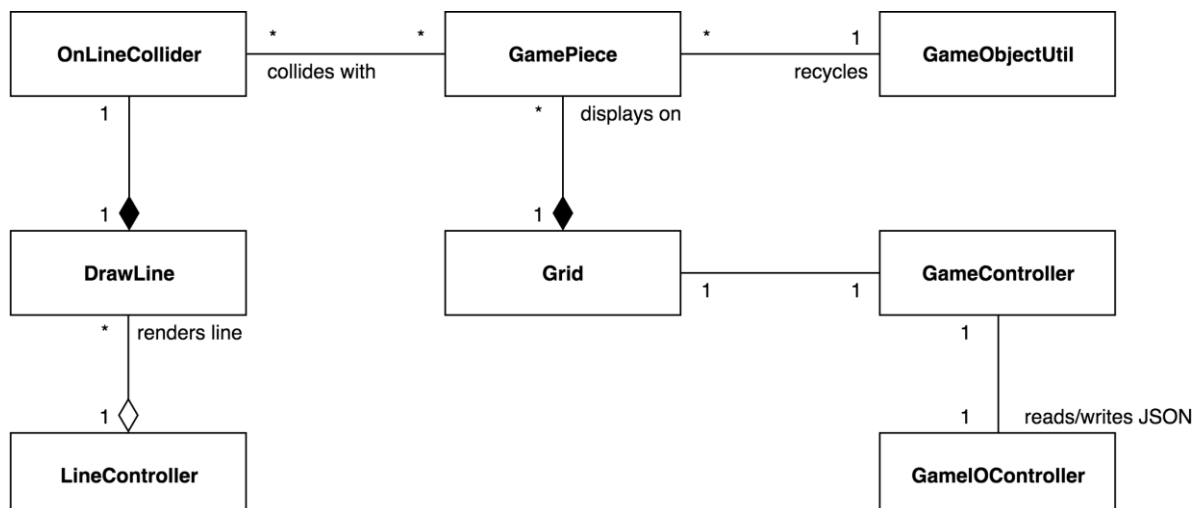 * * * 1
OnLineCollider GamePiece GameObjectUtil
collides with recycles
1 * displays on
1 1
DrawLine Grid GameController
1 1
* renders line 1
1 1 reads/writes JSON
LineController GameIOController